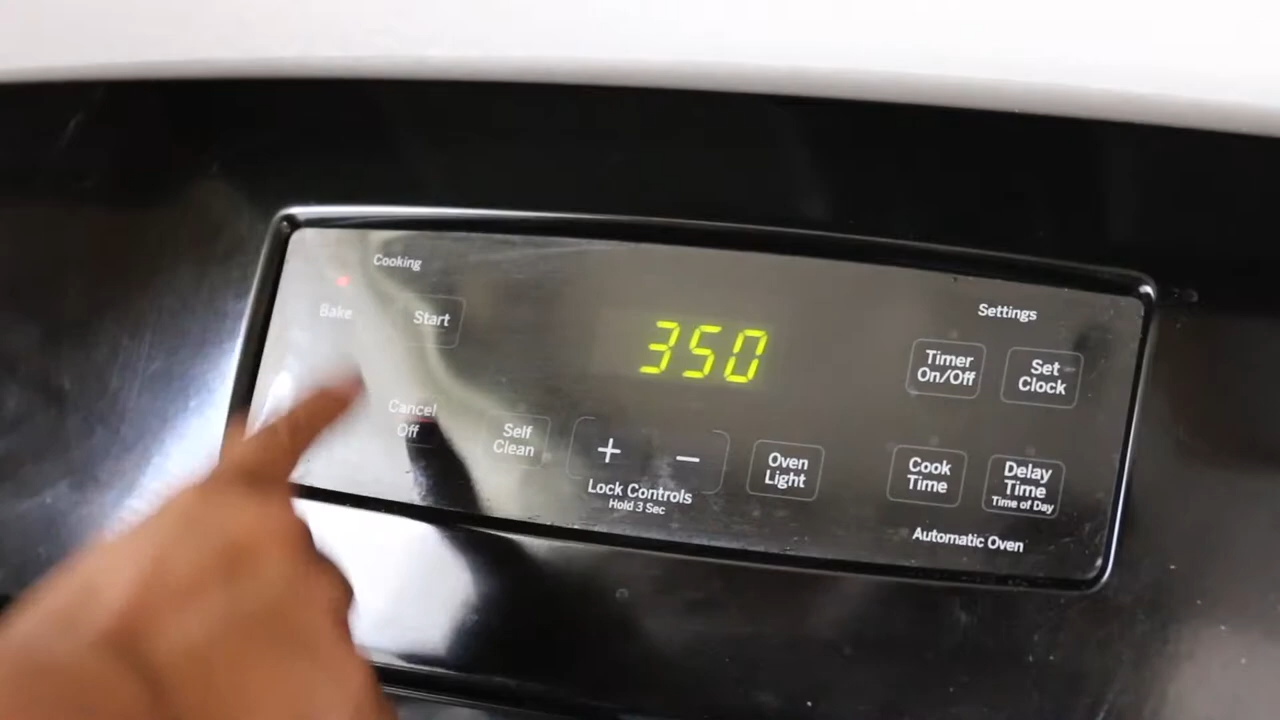 Cooking
Bake
Start
350
Settings
Timer
On/Off
Set
Clock
Cancel
Off
Self
Clean
+
−
Lock Controls
Hold 3 Sec
Oven
Light
Cook
Time
Delay
Time
Time of Day
Automatic Oven